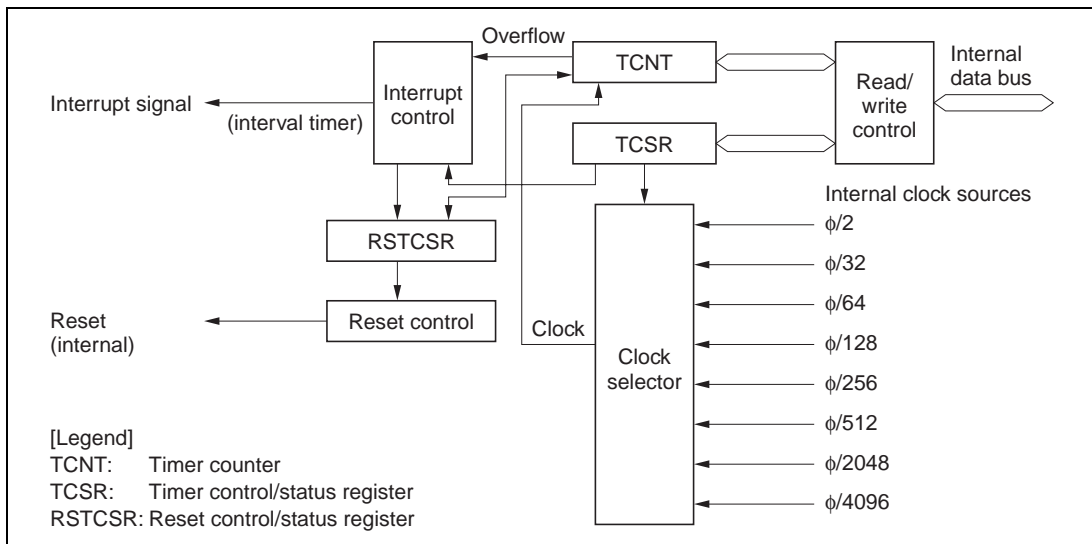 Overflow
TCNT
Internal
data bus
Interrupt
control
Read/
write
control
Interrupt signal
(interval timer)
TCSR
Internal clock sources
ϕ/2
RSTCSR
ϕ/32
ϕ/64
Reset
(internal)
Reset control
Clock
ϕ/128
Clock
selector
ϕ/256
ϕ/512
ϕ/2048
ϕ/4096
[Legend]
TCNT: Timer counter
TCSR: Timer control/status register
RSTCSR: Reset control/status register